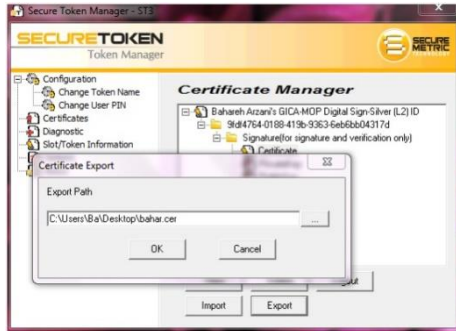 Secure Token Manager - ST3
SECURETOKEN
Token Manager
SECURE
METRIC
Configuration
Change Token Name
Change User PIN
Certificates
Diagnostic
Slot/Token Information
Certificate Manager
Bahareh Arzani's GICA-MOP Digital Sign-Silver (L2) ID
9fdf4764-0188-419b-9363-6eb6bb04317d
Signature(for signature and verification only)
Certificate
Certificate Export
Export Path
C:\Users\Ba\Desktop\bahar.cer
...
OK
Cancel
Import
Export